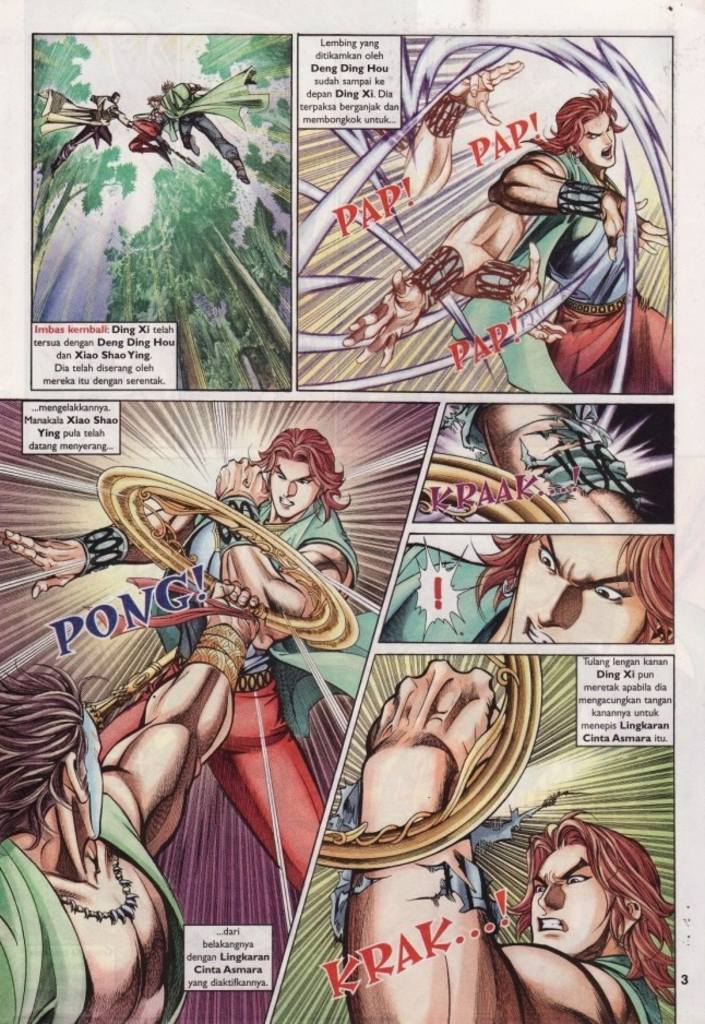 Imbas kembali: Ding Xi telah
tersua dengan Deng Ding Hou
dan Xiao Shao Ying.
Dia telah diserang oleh
mereka itu dengan serentak.
Lembing yang
ditikamkan oleh
Deng Ding Hou
sudah sampai ke
depan Ding Xi. Dia
terpaksa berganjak dan
membongkok untuk...
PAP!
PAP!
PAP!
...mengelakkannya.
Manakala Xiao Shao
Ying pula telah
datang menyerang...
PONG!
...dari
belakangnya
dengan Lingkaran
Cinta Asmara
yang diaktifkannya.
KRAAK...!
!
Tulang lengan kanan
Ding Xi pun
meretak apabila dia
mengacungkan tangan
kanannya untuk
menepis Lingkaran
Cinta Asmara itu.
KRAK...!
3